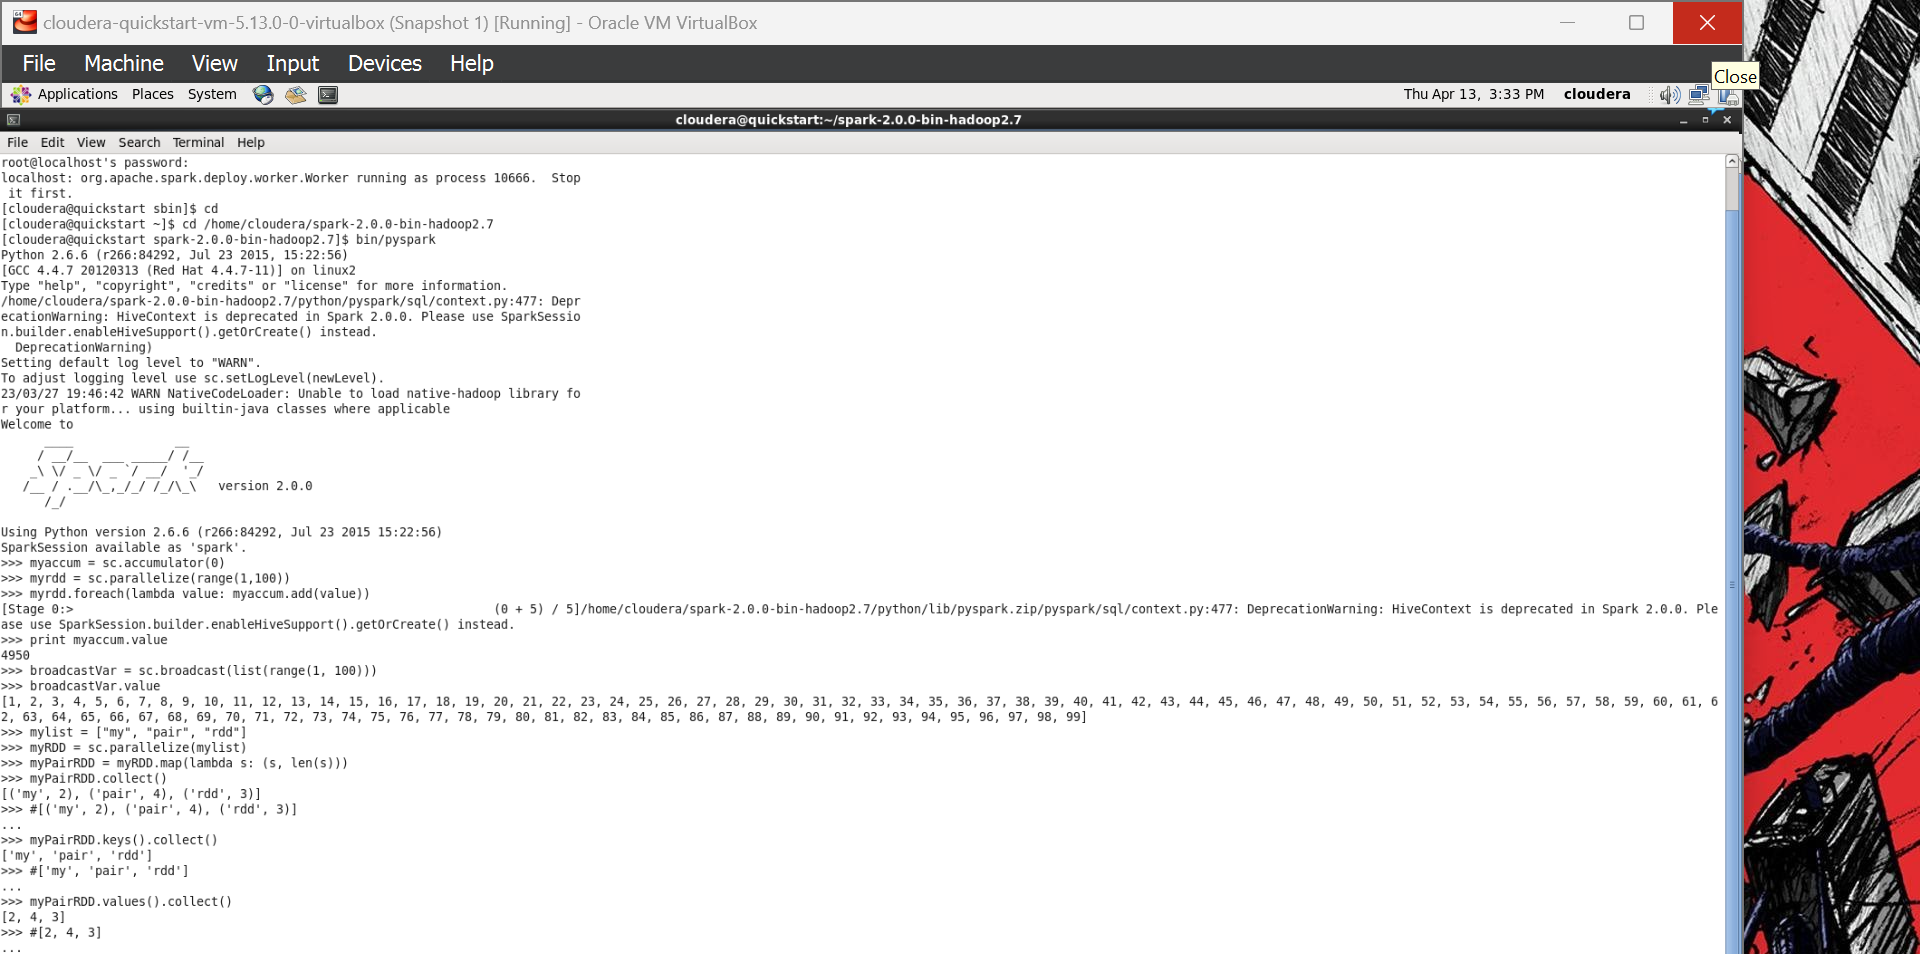 cloudera-quickstart-vm-5.13.0-0-virtualbox (Snapshot 1) [Running] - Oracle VM VirtualBox
File Machine View Input Devices Help
Close
Applications Places System Thu Apr 13, 3:33 PM cloudera
cloudera@quickstart:~/spark-2.0.0-bin-hadoop2.7
File Edit View Search Terminal Help
root@localhost's password:
localhost: org.apache.spark.deploy.worker.Worker running as process 10666.  Stop
 it first.
[cloudera@quickstart sbin]$ cd
[cloudera@quickstart ~]$ cd /home/cloudera/spark-2.0.0-bin-hadoop2.7
[cloudera@quickstart spark-2.0.0-bin-hadoop2.7]$ bin/pyspark
Python 2.6.6 (r266:84292, Jul 23 2015, 15:22:56)
[GCC 4.4.7 20120313 (Red Hat 4.4.7-11)] on linux2
Type "help", "copyright", "credits" or "license" for more information.
/home/cloudera/spark-2.0.0-bin-hadoop2.7/python/pyspark/sql/context.py:477: Depr
ecationWarning: HiveContext is deprecated in Spark 2.0.0. Please use SparkSessio
n.builder.enableHiveSupport().getOrCreate() instead.
  DeprecationWarning)
Setting default log level to "WARN".
To adjust logging level use sc.setLogLevel(newLevel).
23/03/27 19:46:42 WARN NativeCodeLoader: Unable to load native-hadoop library fo
r your platform... using builtin-java classes where applicable
Welcome to
      ____              __
     / __/__  ___ _____/ /__
    _\ \/ _ \/ _ `/ __/  '_/
   /__ / .__/\_,_/_/ /_/\_\   version 2.0.0
      /_/
Using Python version 2.6.6 (r266:84292, Jul 23 2015 15:22:56)
SparkSession available as 'spark'.
>>> myaccum = sc.accumulator(0)
>>> myrdd = sc.parallelize(range(1,100))
>>> myrdd.foreach(lambda value: myaccum.add(value))
[Stage 0:>                                                          (0 + 5) / 5]/home/cloudera/spark-2.0.0-bin-hadoop2.7/python/lib/pyspark.zip/pyspark/sql/context.py:477: DeprecationWarning: HiveContext is deprecated in Spark 2.0.0. Ple
ase use SparkSession.builder.enableHiveSupport().getOrCreate() instead.
>>> print myaccum.value
4950
>>> broadcastVar = sc.broadcast(list(range(1, 100)))
>>> broadcastVar.value
[1, 2, 3, 4, 5, 6, 7, 8, 9, 10, 11, 12, 13, 14, 15, 16, 17, 18, 19, 20, 21, 22, 23, 24, 25, 26, 27, 28, 29, 30, 31, 32, 33, 34, 35, 36, 37, 38, 39, 40, 41, 42, 43, 44, 45, 46, 47, 48, 49, 50, 51, 52, 53, 54, 55, 56, 57, 58, 59, 60, 61, 6
2, 63, 64, 65, 66, 67, 68, 69, 70, 71, 72, 73, 74, 75, 76, 77, 78, 79, 80, 81, 82, 83, 84, 85, 86, 87, 88, 89, 90, 91, 92, 93, 94, 95, 96, 97, 98, 99]
>>> mylist = ["my", "pair", "rdd"]
>>> myRDD = sc.parallelize(mylist)
>>> myPairRDD = myRDD.map(lambda s: (s, len(s)))
>>> myPairRDD.collect()
[('my', 2), ('pair', 4), ('rdd', 3)]
>>> #[('my', 2), ('pair', 4), ('rdd', 3)]
...
>>> myPairRDD.keys().collect()
['my', 'pair', 'rdd']
>>> #['my', 'pair', 'rdd']
...
>>> myPairRDD.values().collect()
[2, 4, 3]
>>> #[2, 4, 3]
...